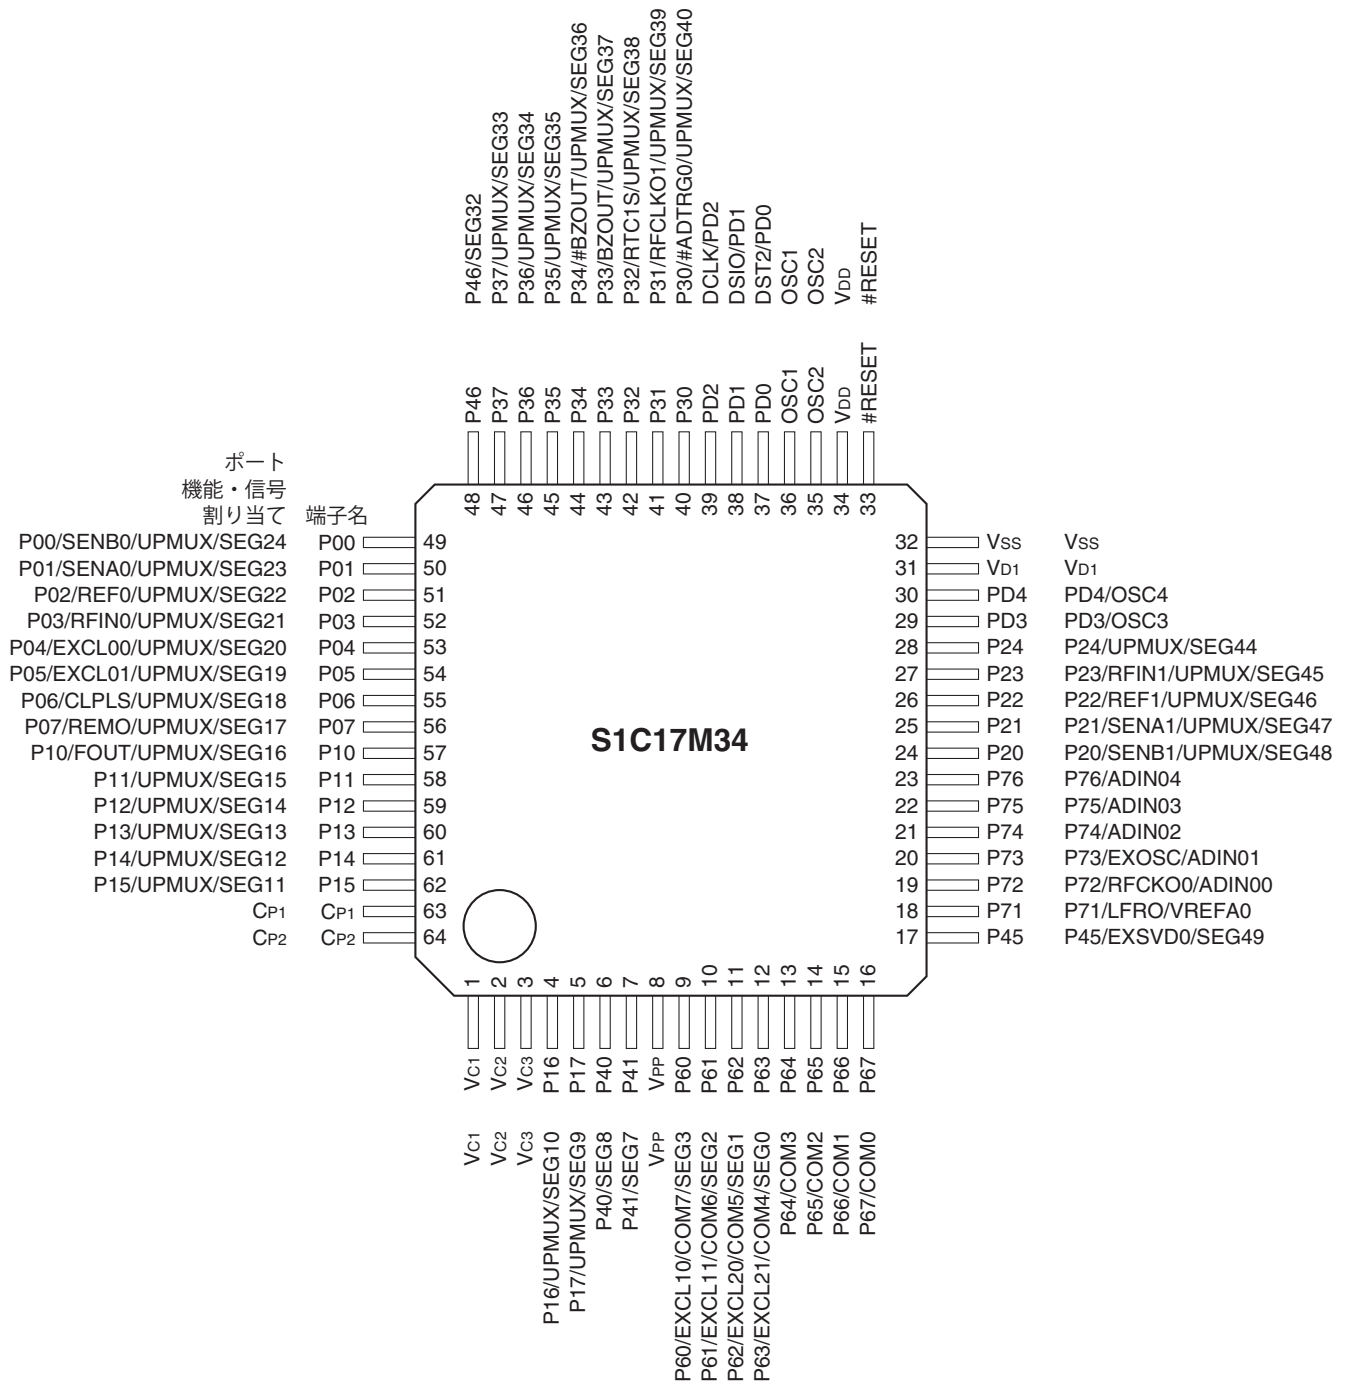 P46/SEG32
P37/UPMUX/SEG33
P36/UPMUX/SEG34
P35/UPMUX/SEG35
P34/#BZOUT/UPMUX/SEG36
P33/BZOUT/UPMUX/SEG37
P32/RTC1S/UPMUX/SEG38
P31/RFCLKO1/UPMUX/SEG39
P30/#ADTRG0/UPMUX/SEG40
DCLK/PD2
DSIO/PD1
DST2/PD0
OSC1
OSC2
VDD
#RESET
P46
P37
P36
P35
P34
P33
P32
P31
P30
PD2
PD1
PD0
OSC1
OSC2
VDD
#RESET
48
47
46
45
44
43
42
41
40
39
38
37
36
35
34
33
ポート
機能・信号
割り当て 端子名
P00/SENB0/UPMUX/SEG24 P00 49
P01/SENA0/UPMUX/SEG23 P01 50
P02/REF0/UPMUX/SEG22 P02 51
P03/RFIN0/UPMUX/SEG21 P03 52
P04/EXCL00/UPMUX/SEG20 P04 53
P05/EXCL01/UPMUX/SEG19 P05 54
P06/CLPLS/UPMUX/SEG18 P06 55
P07/REMO/UPMUX/SEG17 P07 56
P10/FOUT/UPMUX/SEG16 P10 57
P11/UPMUX/SEG15 P11 58
P12/UPMUX/SEG14 P12 59
P13/UPMUX/SEG13 P13 60
P14/UPMUX/SEG12 P14 61
P15/UPMUX/SEG11 P15 62
CP1 CP1 63
CP2 CP2 64
S1C17M34
32 VSS VSS
31 VD1 VD1
30 PD4 PD4/OSC4
29 PD3 PD3/OSC3
28 P24 P24/UPMUX/SEG44
27 P23 P23/RFIN1/UPMUX/SEG45
26 P22 P22/REF1/UPMUX/SEG46
25 P21 P21/SENA1/UPMUX/SEG47
24 P20 P20/SENB1/UPMUX/SEG48
23 P76 P76/ADIN04
22 P75 P75/ADIN03
21 P74 P74/ADIN02
20 P73 P73/EXOSC/ADIN01
19 P72 P72/RFCKO0/ADIN00
18 P71 P71/LFRO/VREFA0
17 P45 P45/EXSVD0/SEG49
1
2
3
4
5
6
7
8
9
10
11
12
13
14
15
16
VC1
VC2
VC3
P16
P17
P40
P41
VPP
P60
P61
P62
P63
P64
P65
P66
P67
VC1
VC2
VC3
P16/UPMUX/SEG10
P17/UPMUX/SEG9
P40/SEG8
P41/SEG7
VPP
P60/EXCL10/COM7/SEG3
P61/EXCL11/COM6/SEG2
P62/EXCL20/COM5/SEG1
P63/EXCL21/COM4/SEG0
P64/COM3
P65/COM2
P66/COM1
P67/COM0